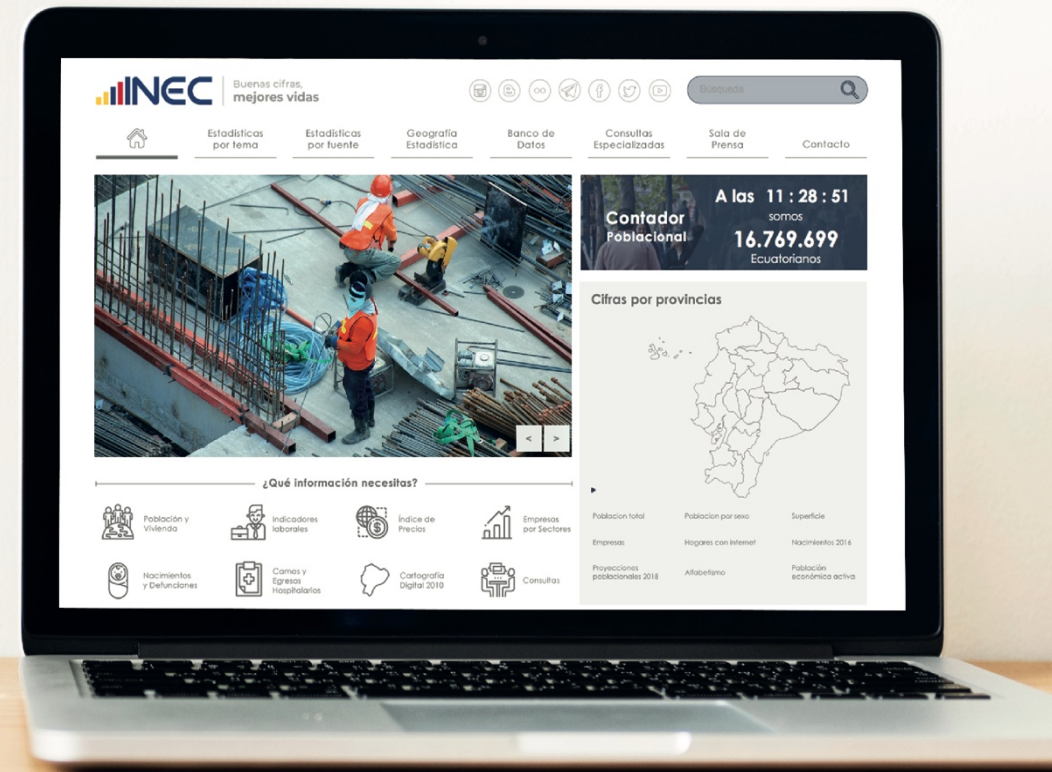 INEC
Buenas cifras,
mejores vidas
Búsqueda
Estadísticas
por tema
Estadísticas
por fuente
Geografía
Estadística
Banco de
Datos
Consultas
Especializadas
Sala de
Prensa
Contacto
Contador
Poblacional
A las 11 : 28 : 51
somos
16.769.699
Ecuatorianos
Cifras por provincias
< >
¿Qué información necesitas?
Población y
Vivienda
Indicadores
laborales
Índice de
Precios
Empresas
por Sectores
Nacimientos
y Defunciones
Camas y
Egresos
Hospitalarios
Cartografía
Digital 2010
Consultas
Poblacion total
Poblacion por sexo
Superficie
Empresas
Hogares con internet
Nacimientos 2016
Proyecciones
poblacionales 2018
Alfabetismo
Población
económica activa